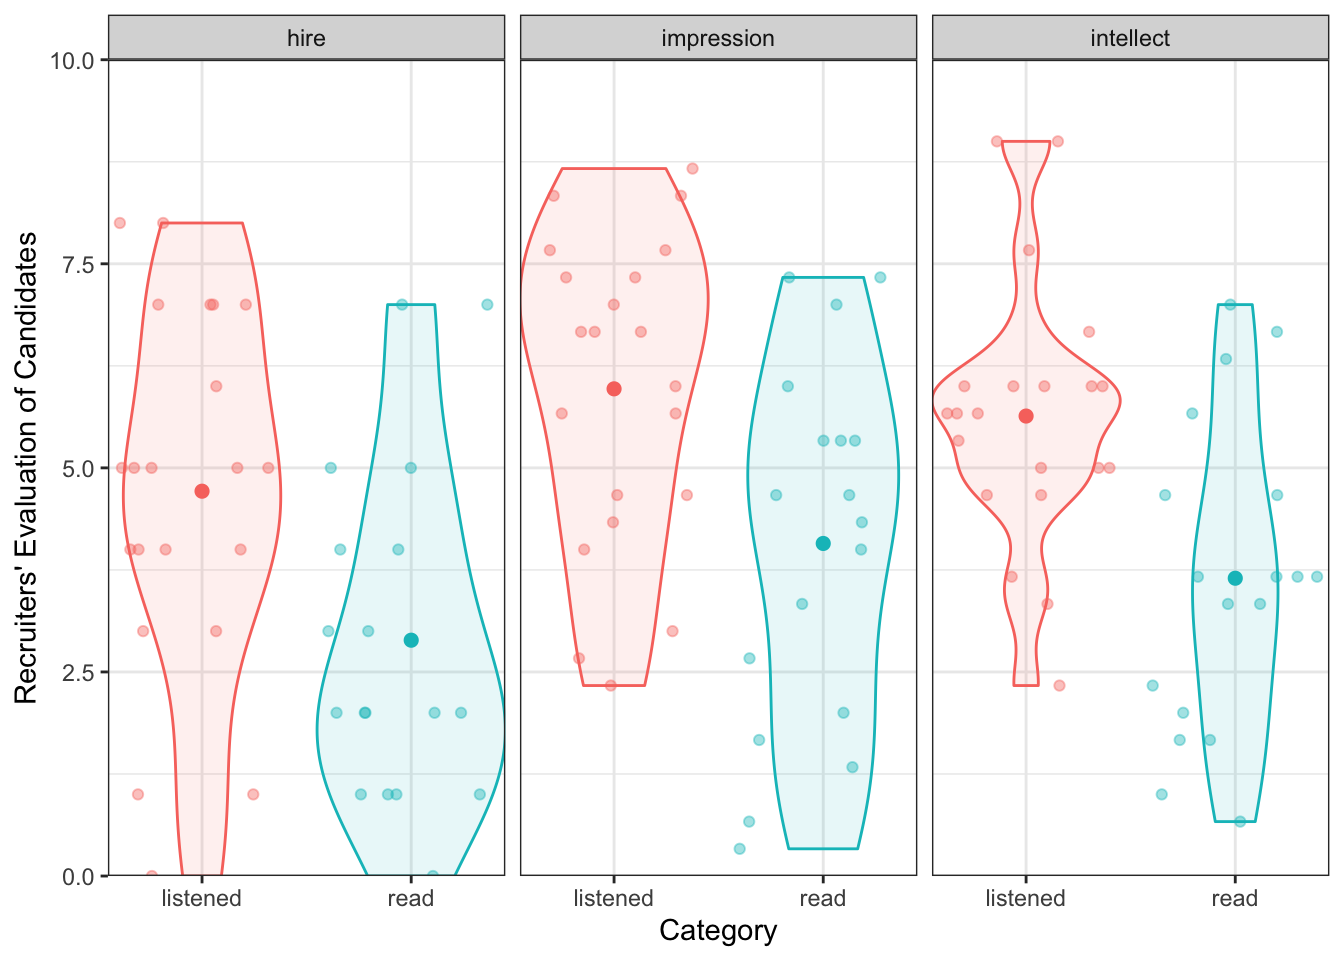 hire
impression
intellect
10.0
7.5
5.0
2.5
0.0
Recruiters' Evaluation of Candidates
listened
read
listened
read
listened
read
Category